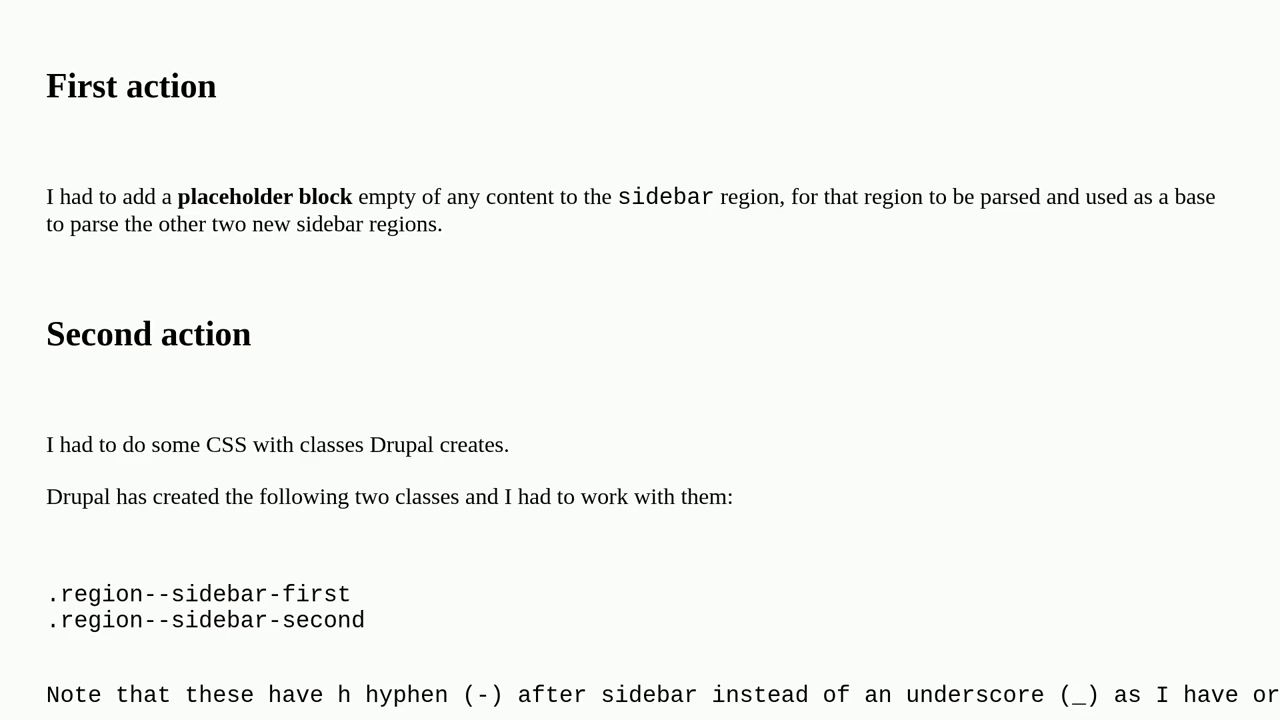 First action
I had to add a placeholder block empty of any content to the sidebar region, for that region to be parsed and used as a base
to parse the other two new sidebar regions.
Second action
I had to do some CSS with classes Drupal creates.
Drupal has created the following two classes and I had to work with them:
.region--sidebar-first
.region--sidebar-second
Note that these have h hyphen (-) after sidebar instead of an underscore (_) as I have